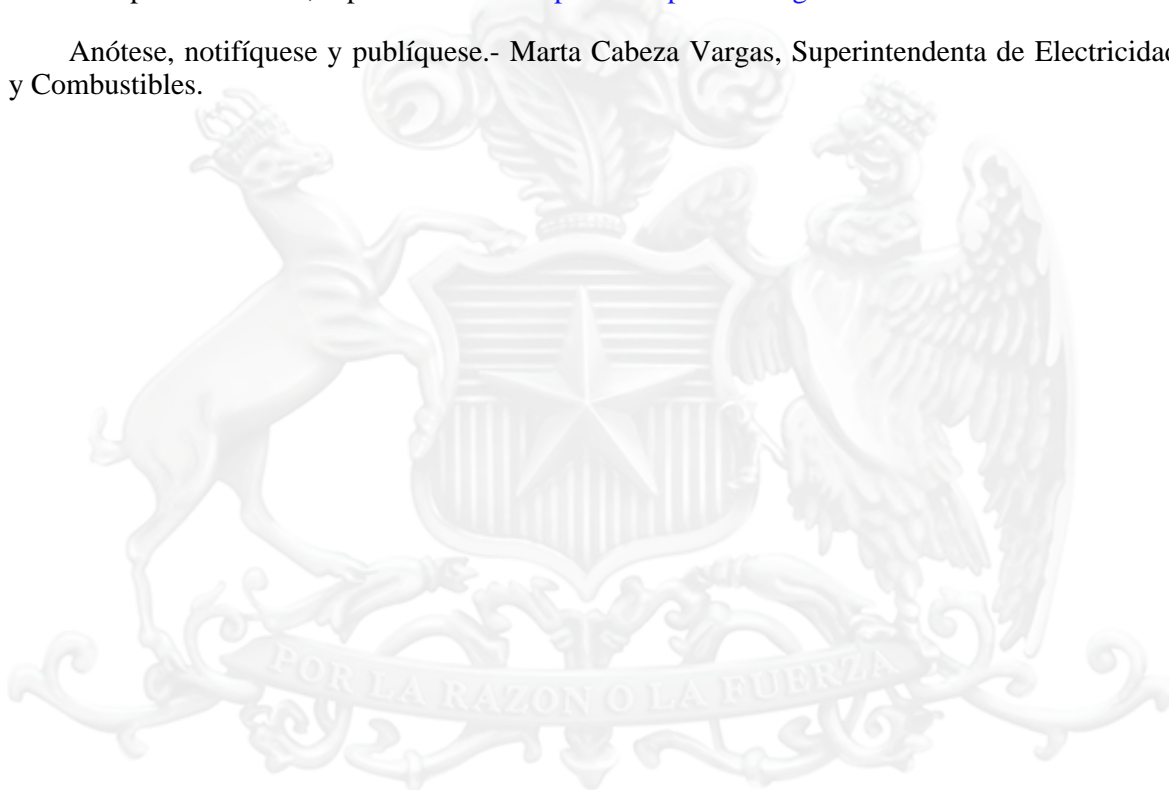 Anótese, notifíquese y publíquese.- Marta Cabeza Vargas, Superintendenta de Electricidad
y Combustibles.
POR LA RAZON O LA FUERZA